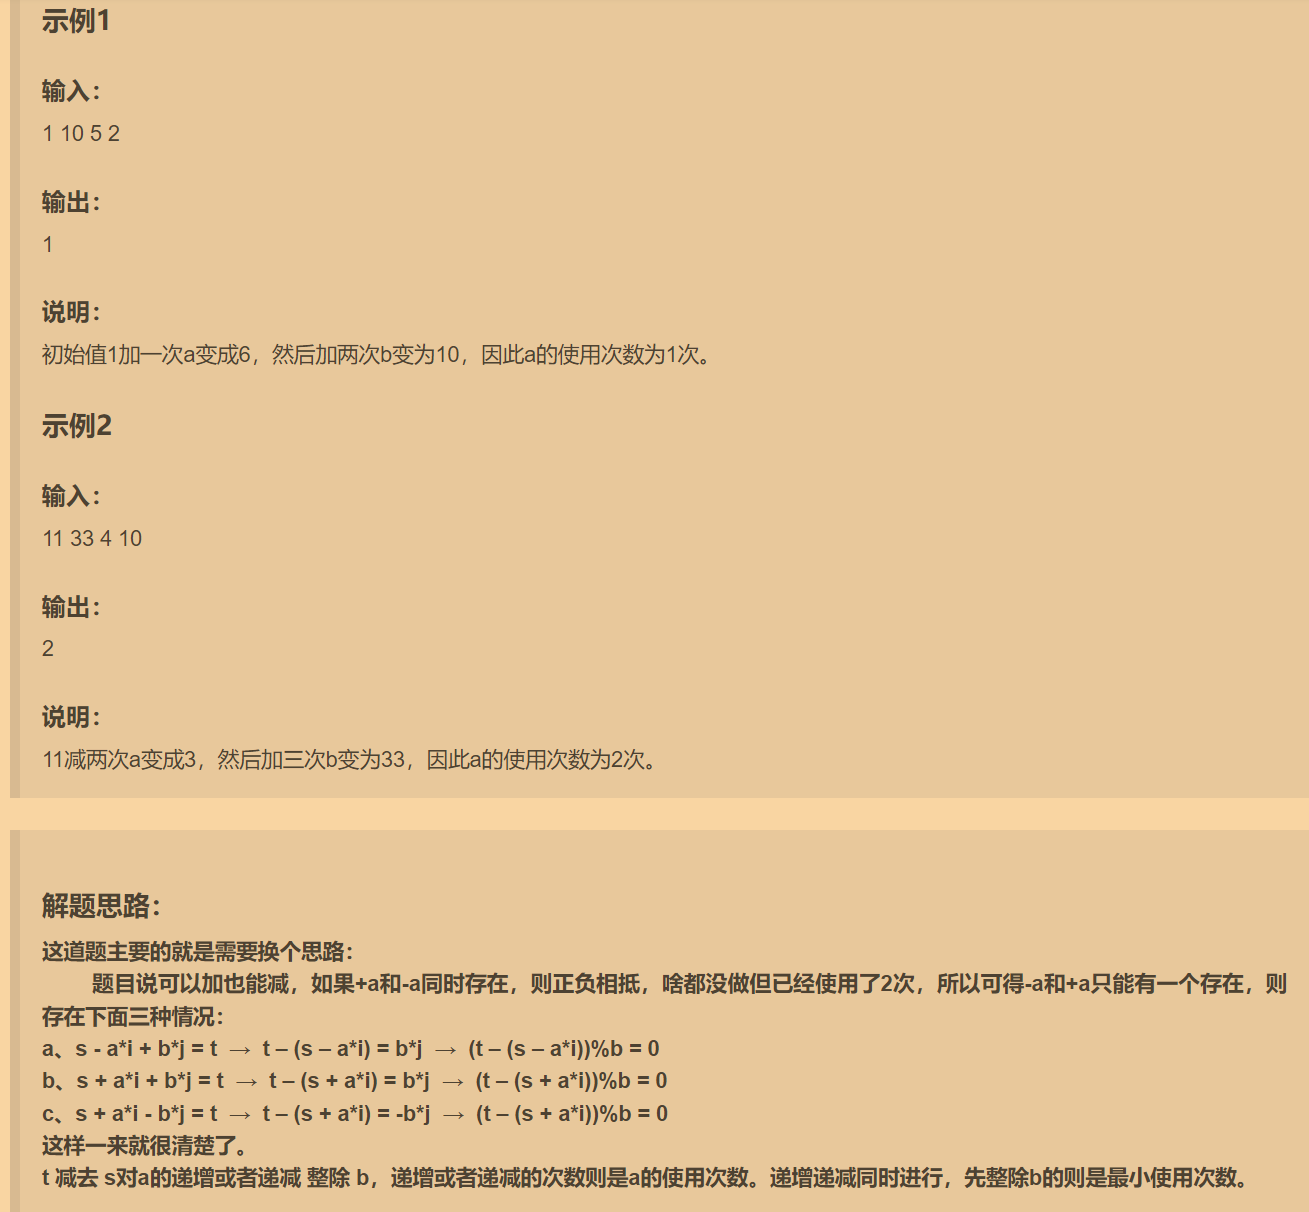 示例1
输入：
1 10 5 2
输出：
1
说明：
初始值1加一次a变成6，然后加两次b变为10，因此a的使用次数为1次。
示例2
输入：
11 33 4 10
输出：
2
说明：
11减两次a变成3，然后加三次b变为33，因此a的使用次数为2次。
解题思路：
这道题主要的就是需要换个思路：
题目说可以加也能减，如果+a和-a同时存在，则正负相抵，啥都没做但已经使用了2次，所以可得-a和+a只能有一个存在，则
存在下面三种情况：
a、s - a*i + b*j = t → t – (s – a*i) = b*j → (t – (s – a*i))%b = 0
b、s + a*i + b*j = t → t – (s + a*i) = b*j → (t – (s + a*i))%b = 0
c、s + a*i - b*j = t → t – (s + a*i) = -b*j → (t – (s + a*i))%b = 0
这样一来就很清楚了。
t 减去 s对a的递增或者递减 整除 b，递增或者递减的次数则是a的使用次数。递增递减同时进行，先整除b的则是最小使用次数。